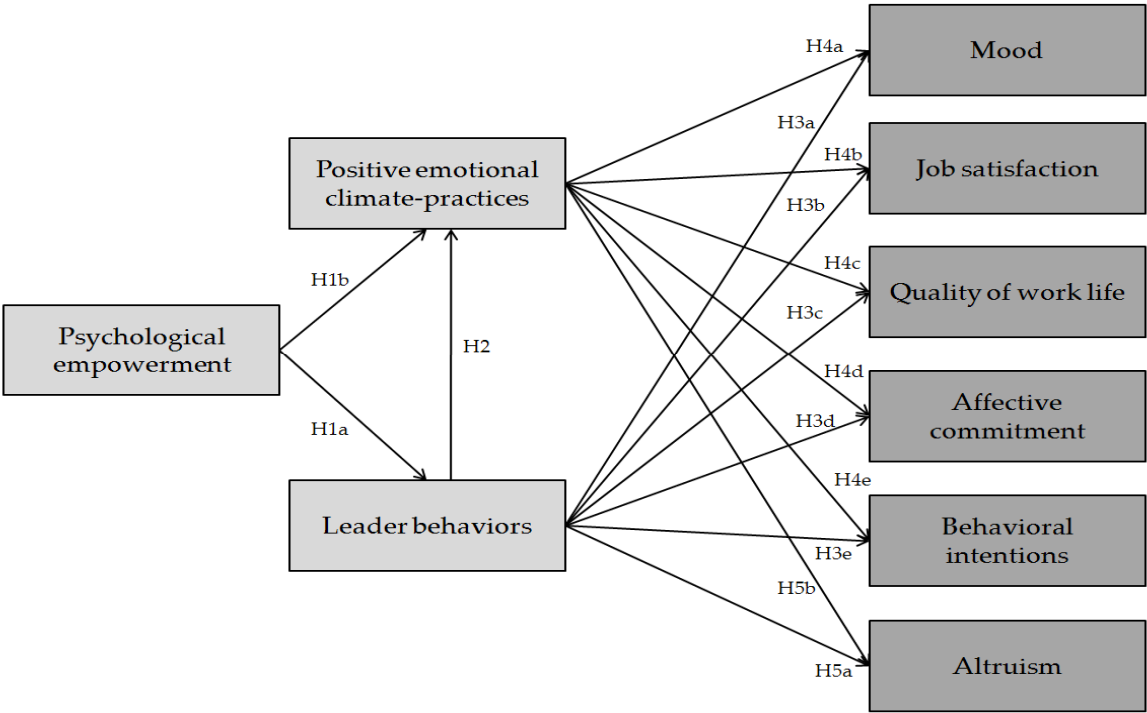 H4a
Mood
H3a
Positive emotional
climate-practices
H4b
Job satisfaction
H3b
H1b
H4c
Quality of work life
H3c
Psychological
empowerment
H2
H4d
Affective
commitment
H1a
H3d
H4e
Leader behaviors
Behavioral
intentions
H3e
H5b
Altruism
H5a